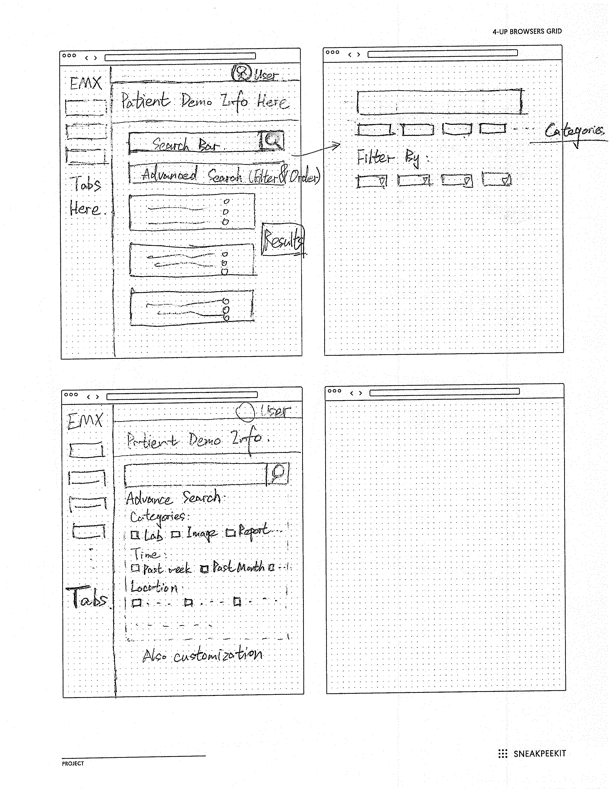 4-UP BROWSERS GRID
EMX
User
Patient Demo Info Here
Search Bar.
Advanced Search (Filter & Order)
Tabs
Here.
Results
Categories
Filter By:
EMX
User
Patient Demo Info.
Advance Search:
Categories:
Lab Image Report...
Time:
Past week Past Month ...
Location
Tabs
Also customization
PROJECT
SNEAKPEEKIT